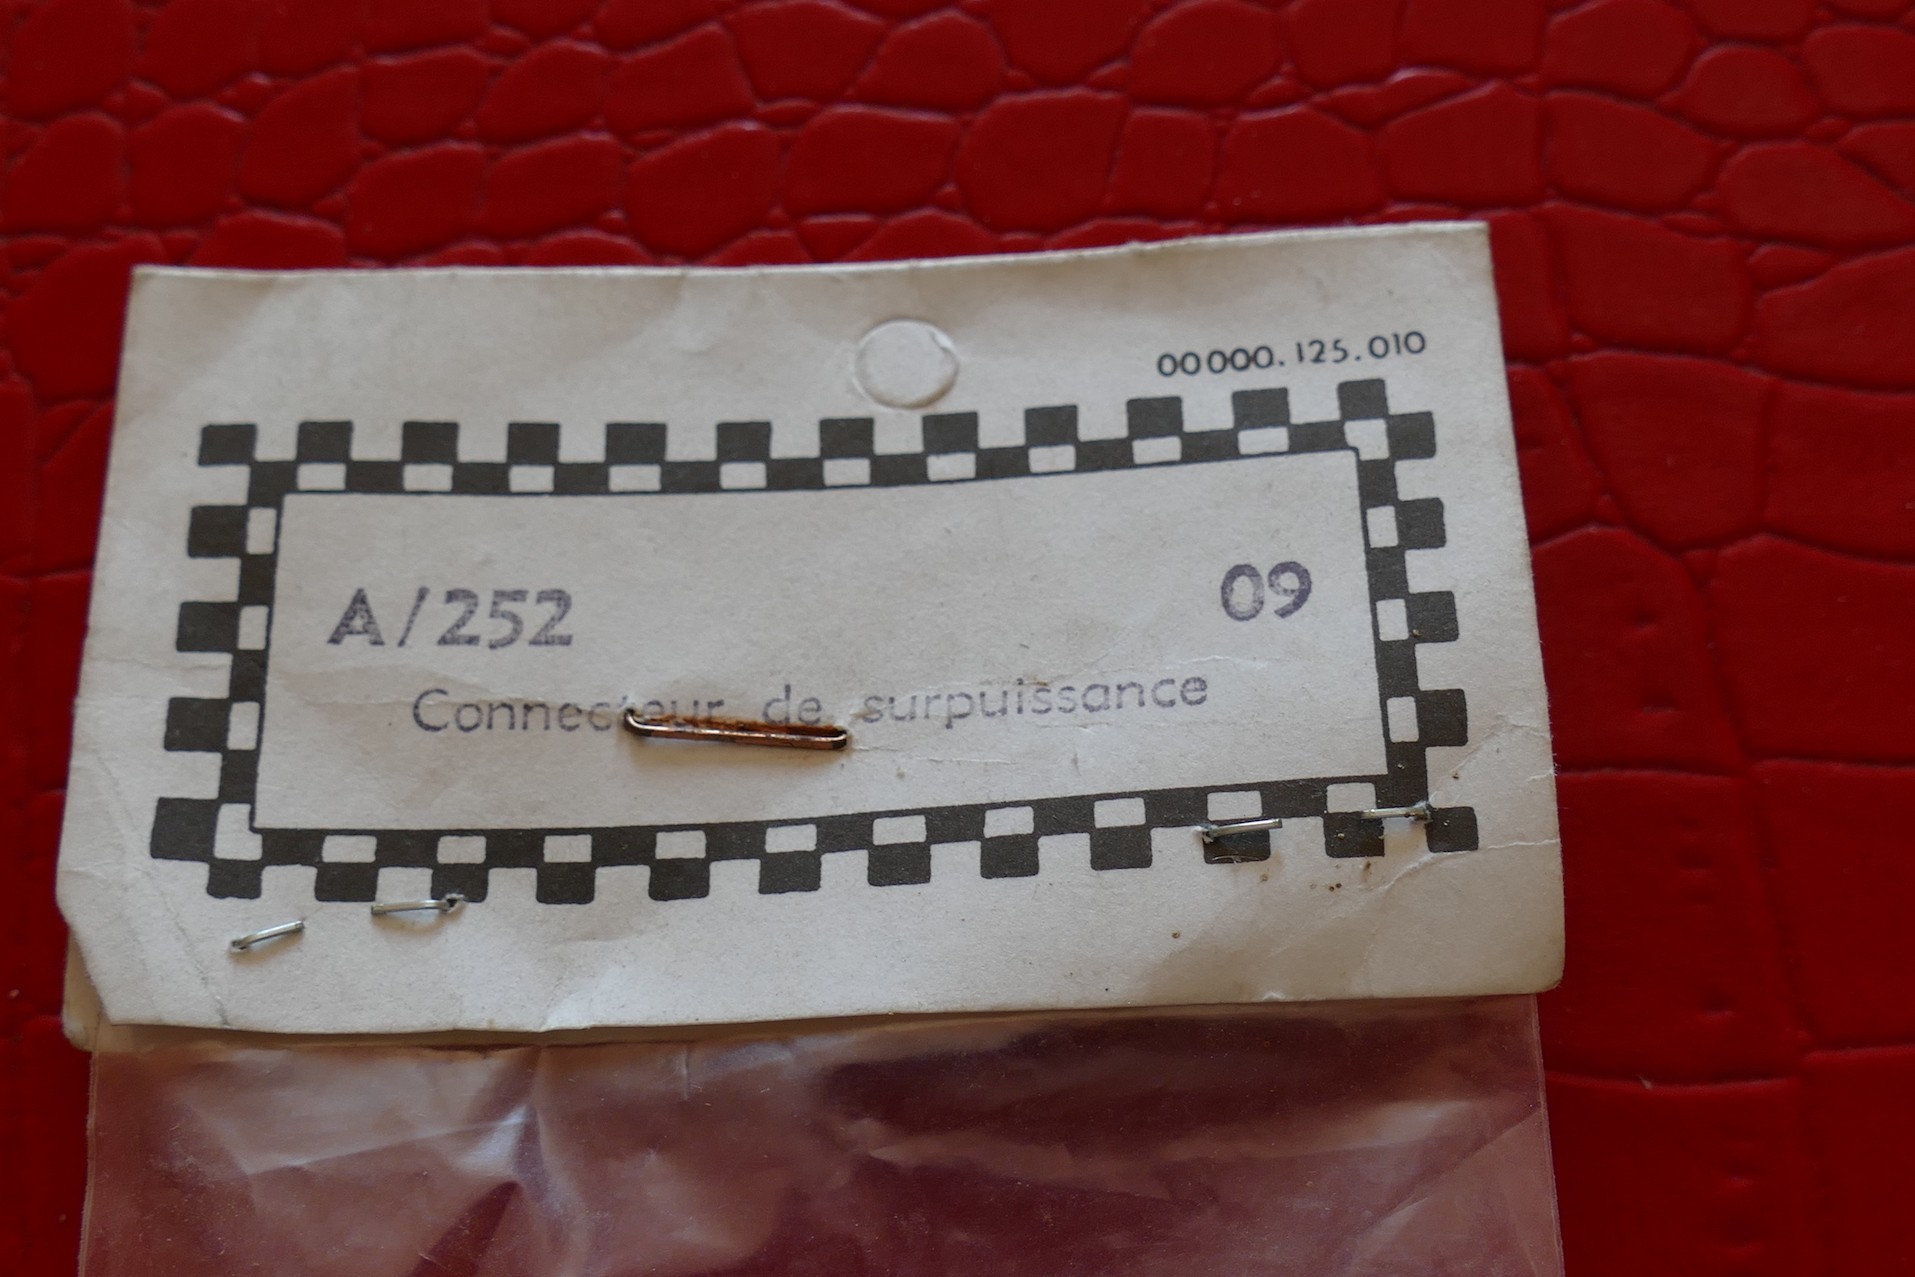 00000.125.010
A/252 09
Connecteur de surpuissance